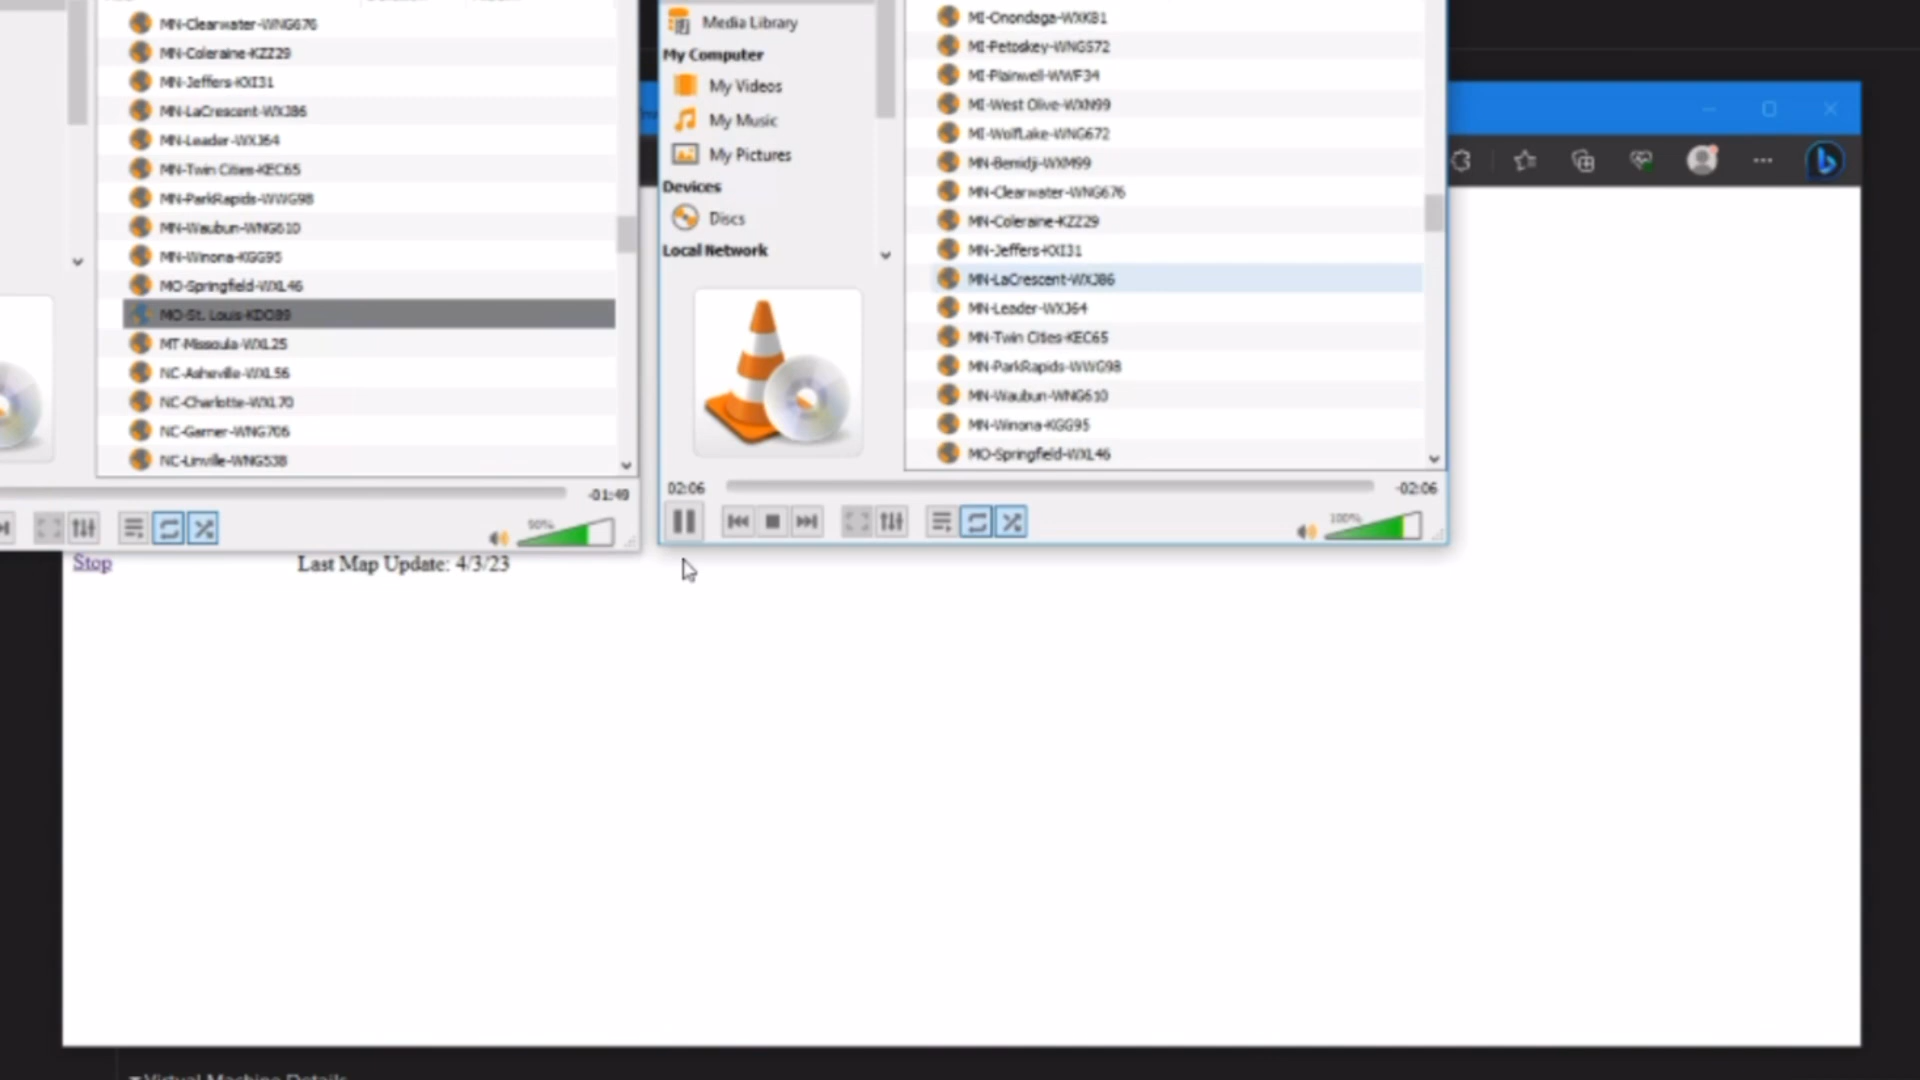 MN-Clearwater-WNG676
MN-Coleraine-KZZ29
MN-Jeffers-KXI31
MN-LaCrescent-WXJ86
MN-Leader-WXJ64
MN-Twin Cities-KEC65
MN-ParkRapids-WWG98
MN-Waubun-WNG610
MN-Winona-KGG95
MO-Springfield-WXL46
MO-St. Louis-KDO89
MT-Missoula-WXL25
NC-Asheville-WXL56
NC-Charlotte-WXL70
NC-Garner-WNG706
NC-Linville-WNG538
-01:49
90%
Media Library
My Computer
My Videos
My Music
My Pictures
Devices
Discs
Local Network
MI-Onondaga-WXK81
MI-Petoskey-WNG572
MI-Plainwell-WWF34
MI-West Olive-WXN99
MI-WolfLake-WNG672
MN-Bemidji-WXM99
MN-Clearwater-WNG676
MN-Coleraine-KZZ29
MN-Jeffers-KXI31
MN-LaCrescent-WXJ86
MN-Leader-WXJ64
MN-Twin Cities-KEC65
MN-ParkRapids-WWG98
MN-Waubun-WNG610
MN-Winona-KGG95
MO-Springfield-WXL46
02:06
-02:06
100%
Stop
Last Map Update: 4/3/23
Virtual Machine Details